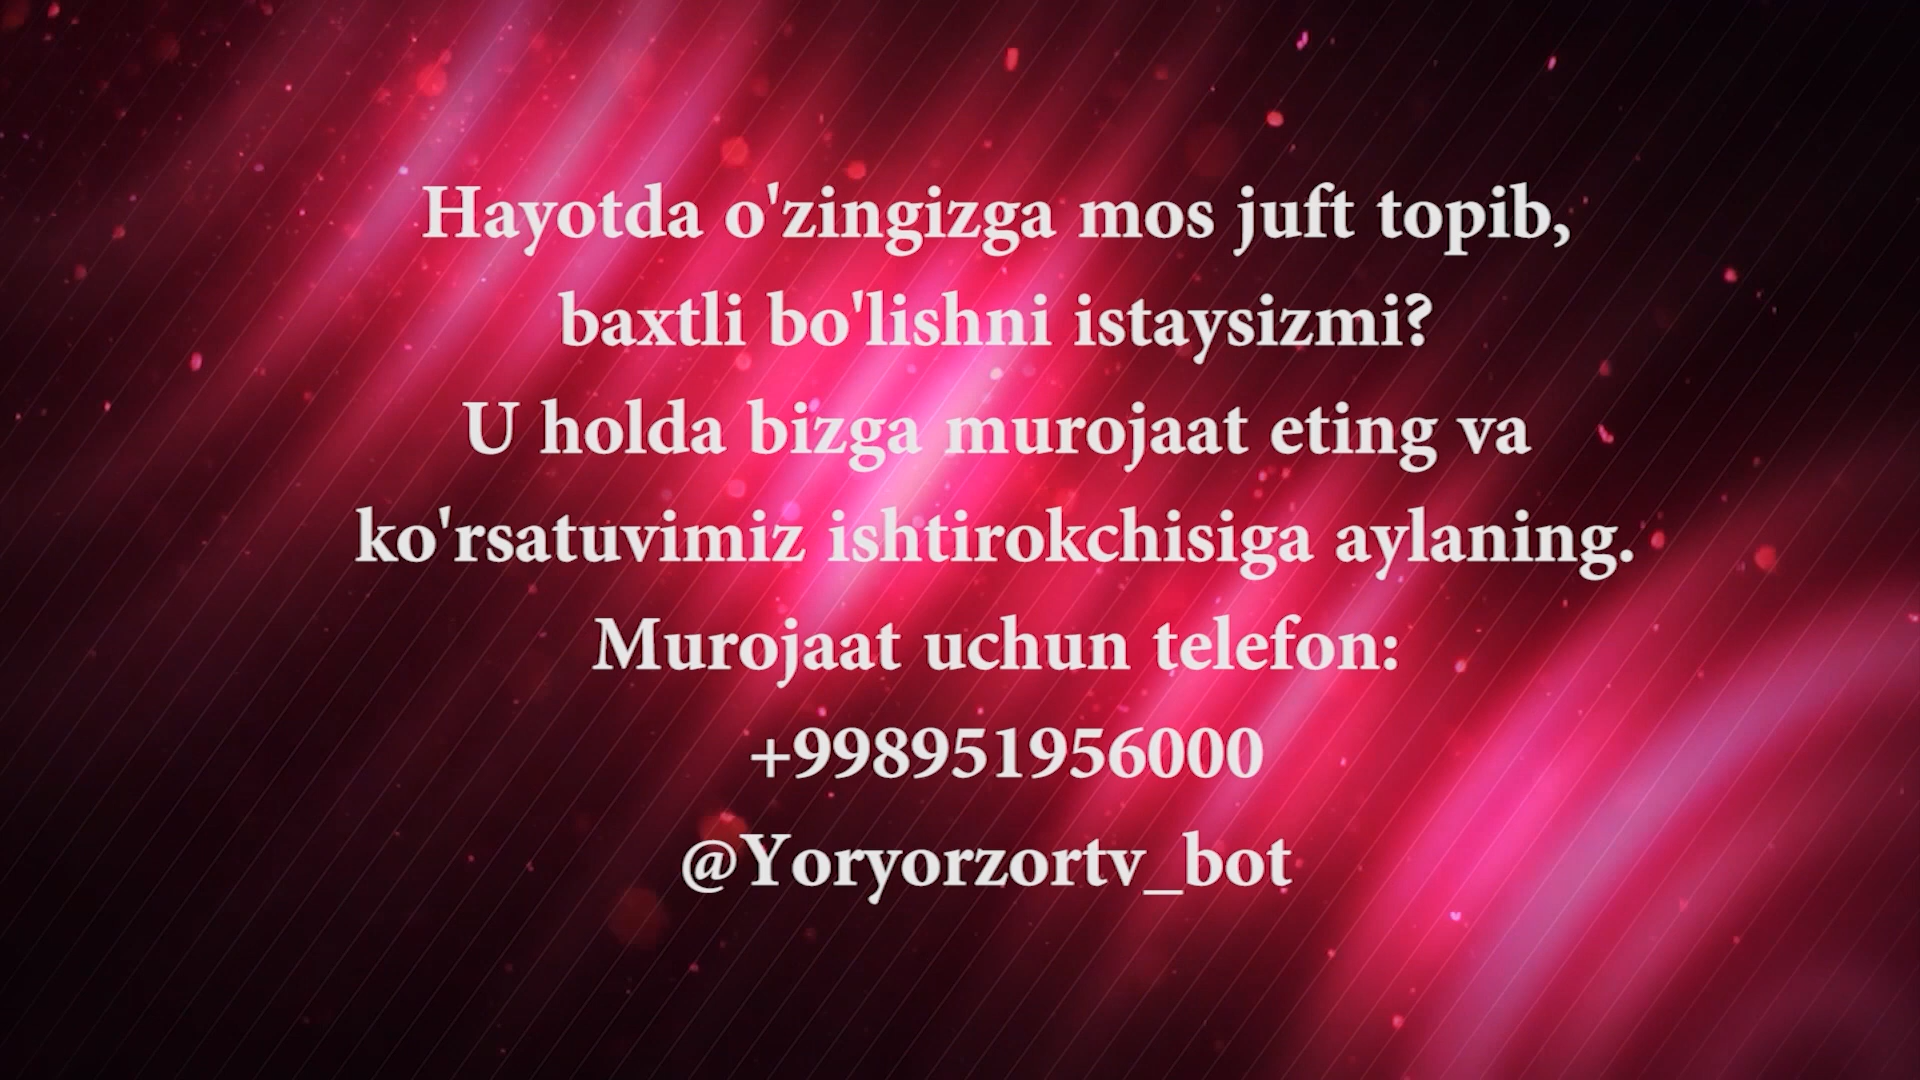 Hayotda o'zingizga mos juft topib,
baxtli bo'lishni istaysizmi?
U holda bizga murojaat eting va
ko'rsatuvimiz ishtirokchisiga aylaning.
Murojaat uchun telefon:
+998951956000
@Yoryorzortv_bot